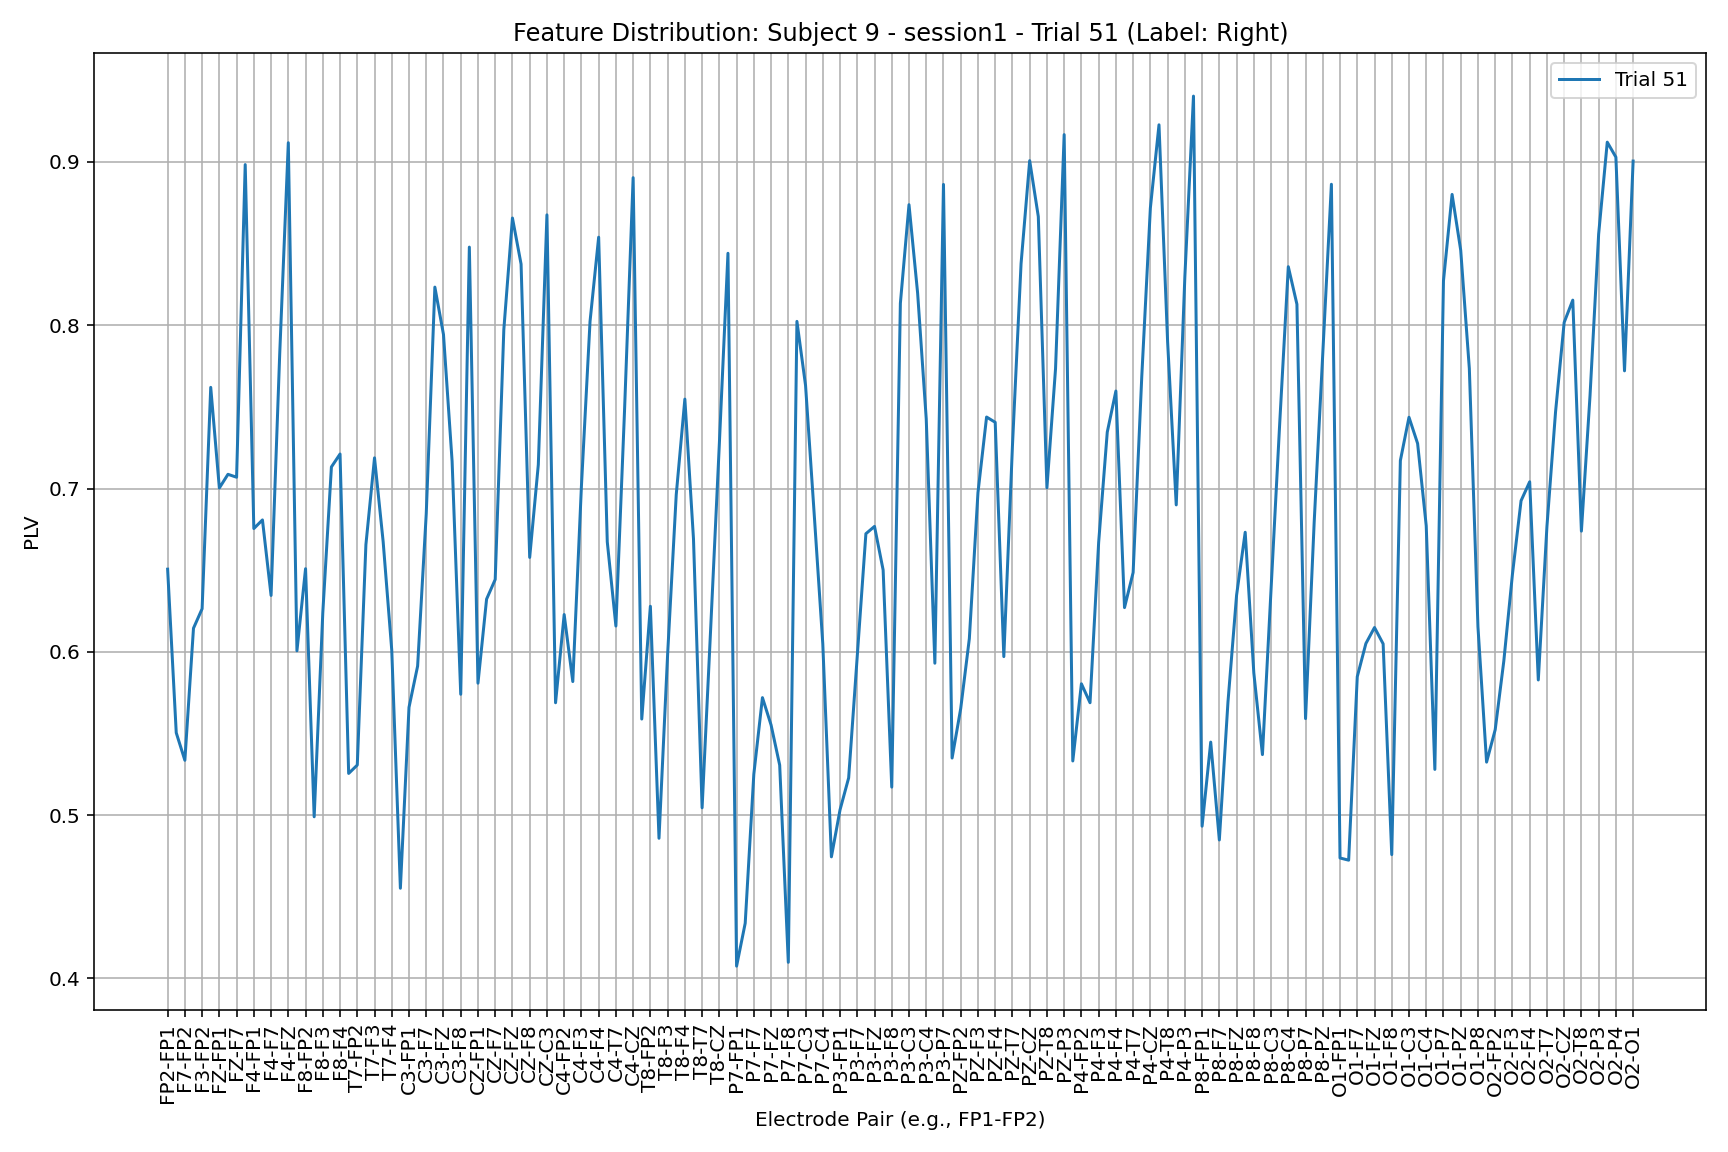 Feature Distribution: Subject 9 - session1 - Trial 51 (Label: Right)
Trial 51
PLV
0.9
0.8
0.7
0.6
0.5
0.4
FP2-FP1
F7-FP2
F3-FP2
FZ-FP1
FZ-F7
F4-FP1
F4-F7
F4-FZ
F8-FP2
F8-F3
F8-F4
T7-FP2
T7-F3
T7-F4
C3-FP1
C3-F7
C3-FZ
C3-F8
CZ-FP1
CZ-F7
CZ-FZ
CZ-F8
CZ-C3
C4-FP2
C4-F3
C4-F4
C4-T7
C4-CZ
T8-FP2
T8-F3
T8-F4
T8-T7
T8-CZ
P7-FP1
P7-F7
P7-FZ
P7-F8
P7-C3
P7-C4
P3-FP1
P3-F7
P3-FZ
P3-F8
P3-C3
P3-C4
P3-P7
PZ-FP2
PZ-F3
PZ-F4
PZ-T7
PZ-CZ
PZ-T8
PZ-P3
P4-FP2
P4-F3
P4-F4
P4-T7
P4-CZ
P4-T8
P4-P3
P8-FP1
P8-F7
P8-FZ
P8-F8
P8-C3
P8-C4
P8-P7
P8-PZ
O1-FP1
O1-F7
O1-FZ
O1-F8
O1-C3
O1-C4
O1-P7
O1-PZ
O1-P8
O2-FP2
O2-F3
O2-F4
O2-T7
O2-CZ
O2-T8
O2-P3
O2-P4
O2-O1
Electrode Pair (e.g., FP1-FP2)